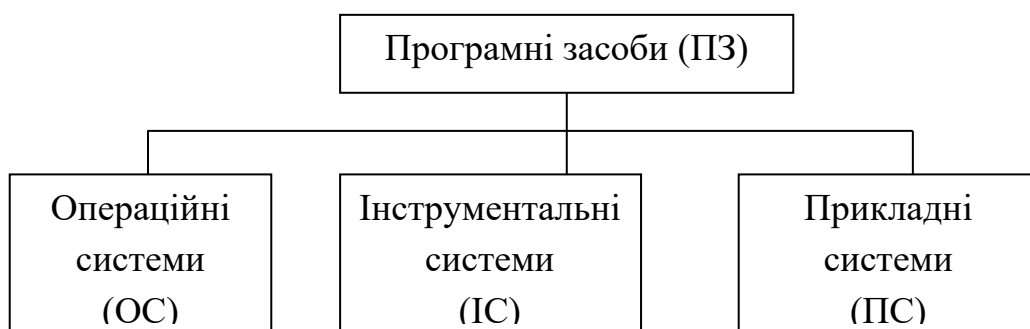 Програмні засоби (ПЗ)
Операційні
системи
(ОС)
Інструментальні
системи
(ІС)
Прикладні
системи
(ПС)